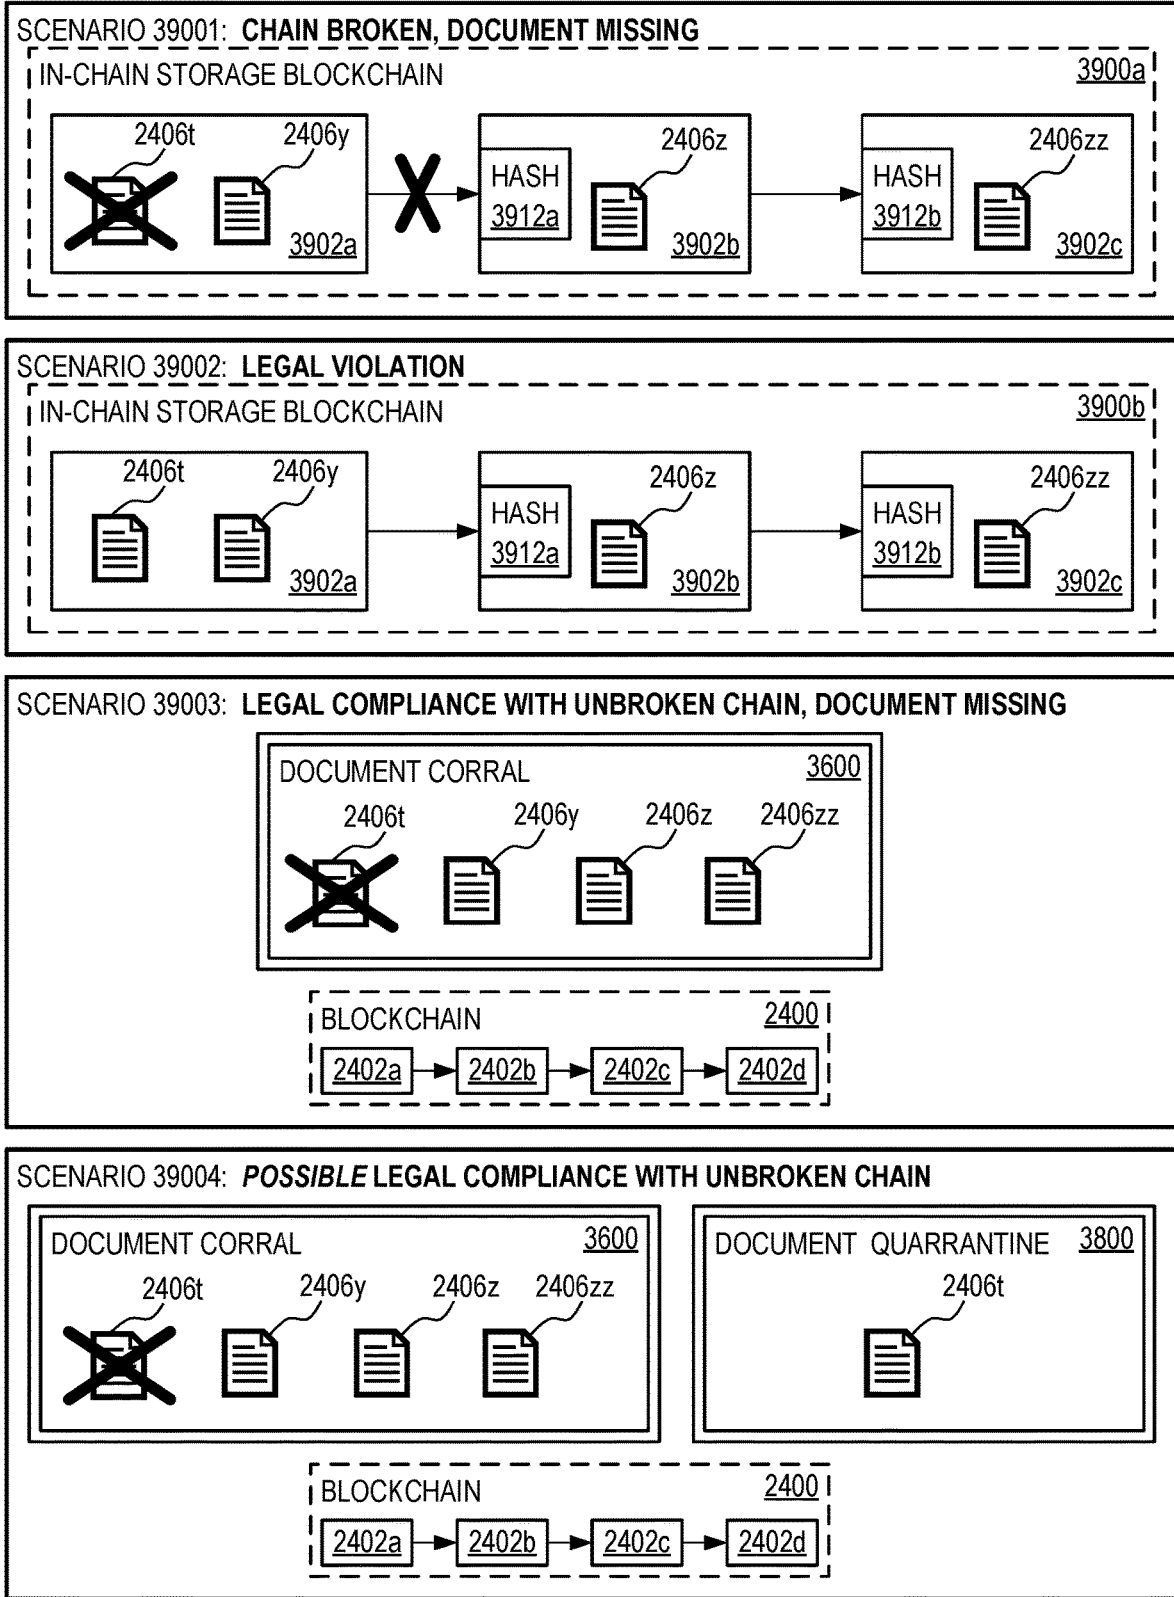 SCENARIO 39001: CHAIN BROKEN, DOCUMENT MISSING
IN-CHAIN STORAGE BLOCKCHAIN 3900a
2406t 2406y 2406z 2406zz
HASH HASH
3912a 3912b
3902a 3902b 3902c
SCENARIO 39002: LEGAL VIOLATION
IN-CHAIN STORAGE BLOCKCHAIN 3900b
2406t 2406y 2406z 2406zz
HASH HASH
3912a 3912b
3902a 3902b 3902c
SCENARIO 39003: LEGAL COMPLIANCE WITH UNBROKEN CHAIN, DOCUMENT MISSING
DOCUMENT CORRAL 3600
2406t 2406y 2406z 2406zz
BLOCKCHAIN 2400
2402a 2402b 2402c 2402d
SCENARIO 39004: POSSIBLE LEGAL COMPLIANCE WITH UNBROKEN CHAIN
DOCUMENT CORRAL 3600
2406t 2406y 2406z 2406zz
DOCUMENT QUARRANTINE 3800
2406t
BLOCKCHAIN 2400
2402a 2402b 2402c 2402d